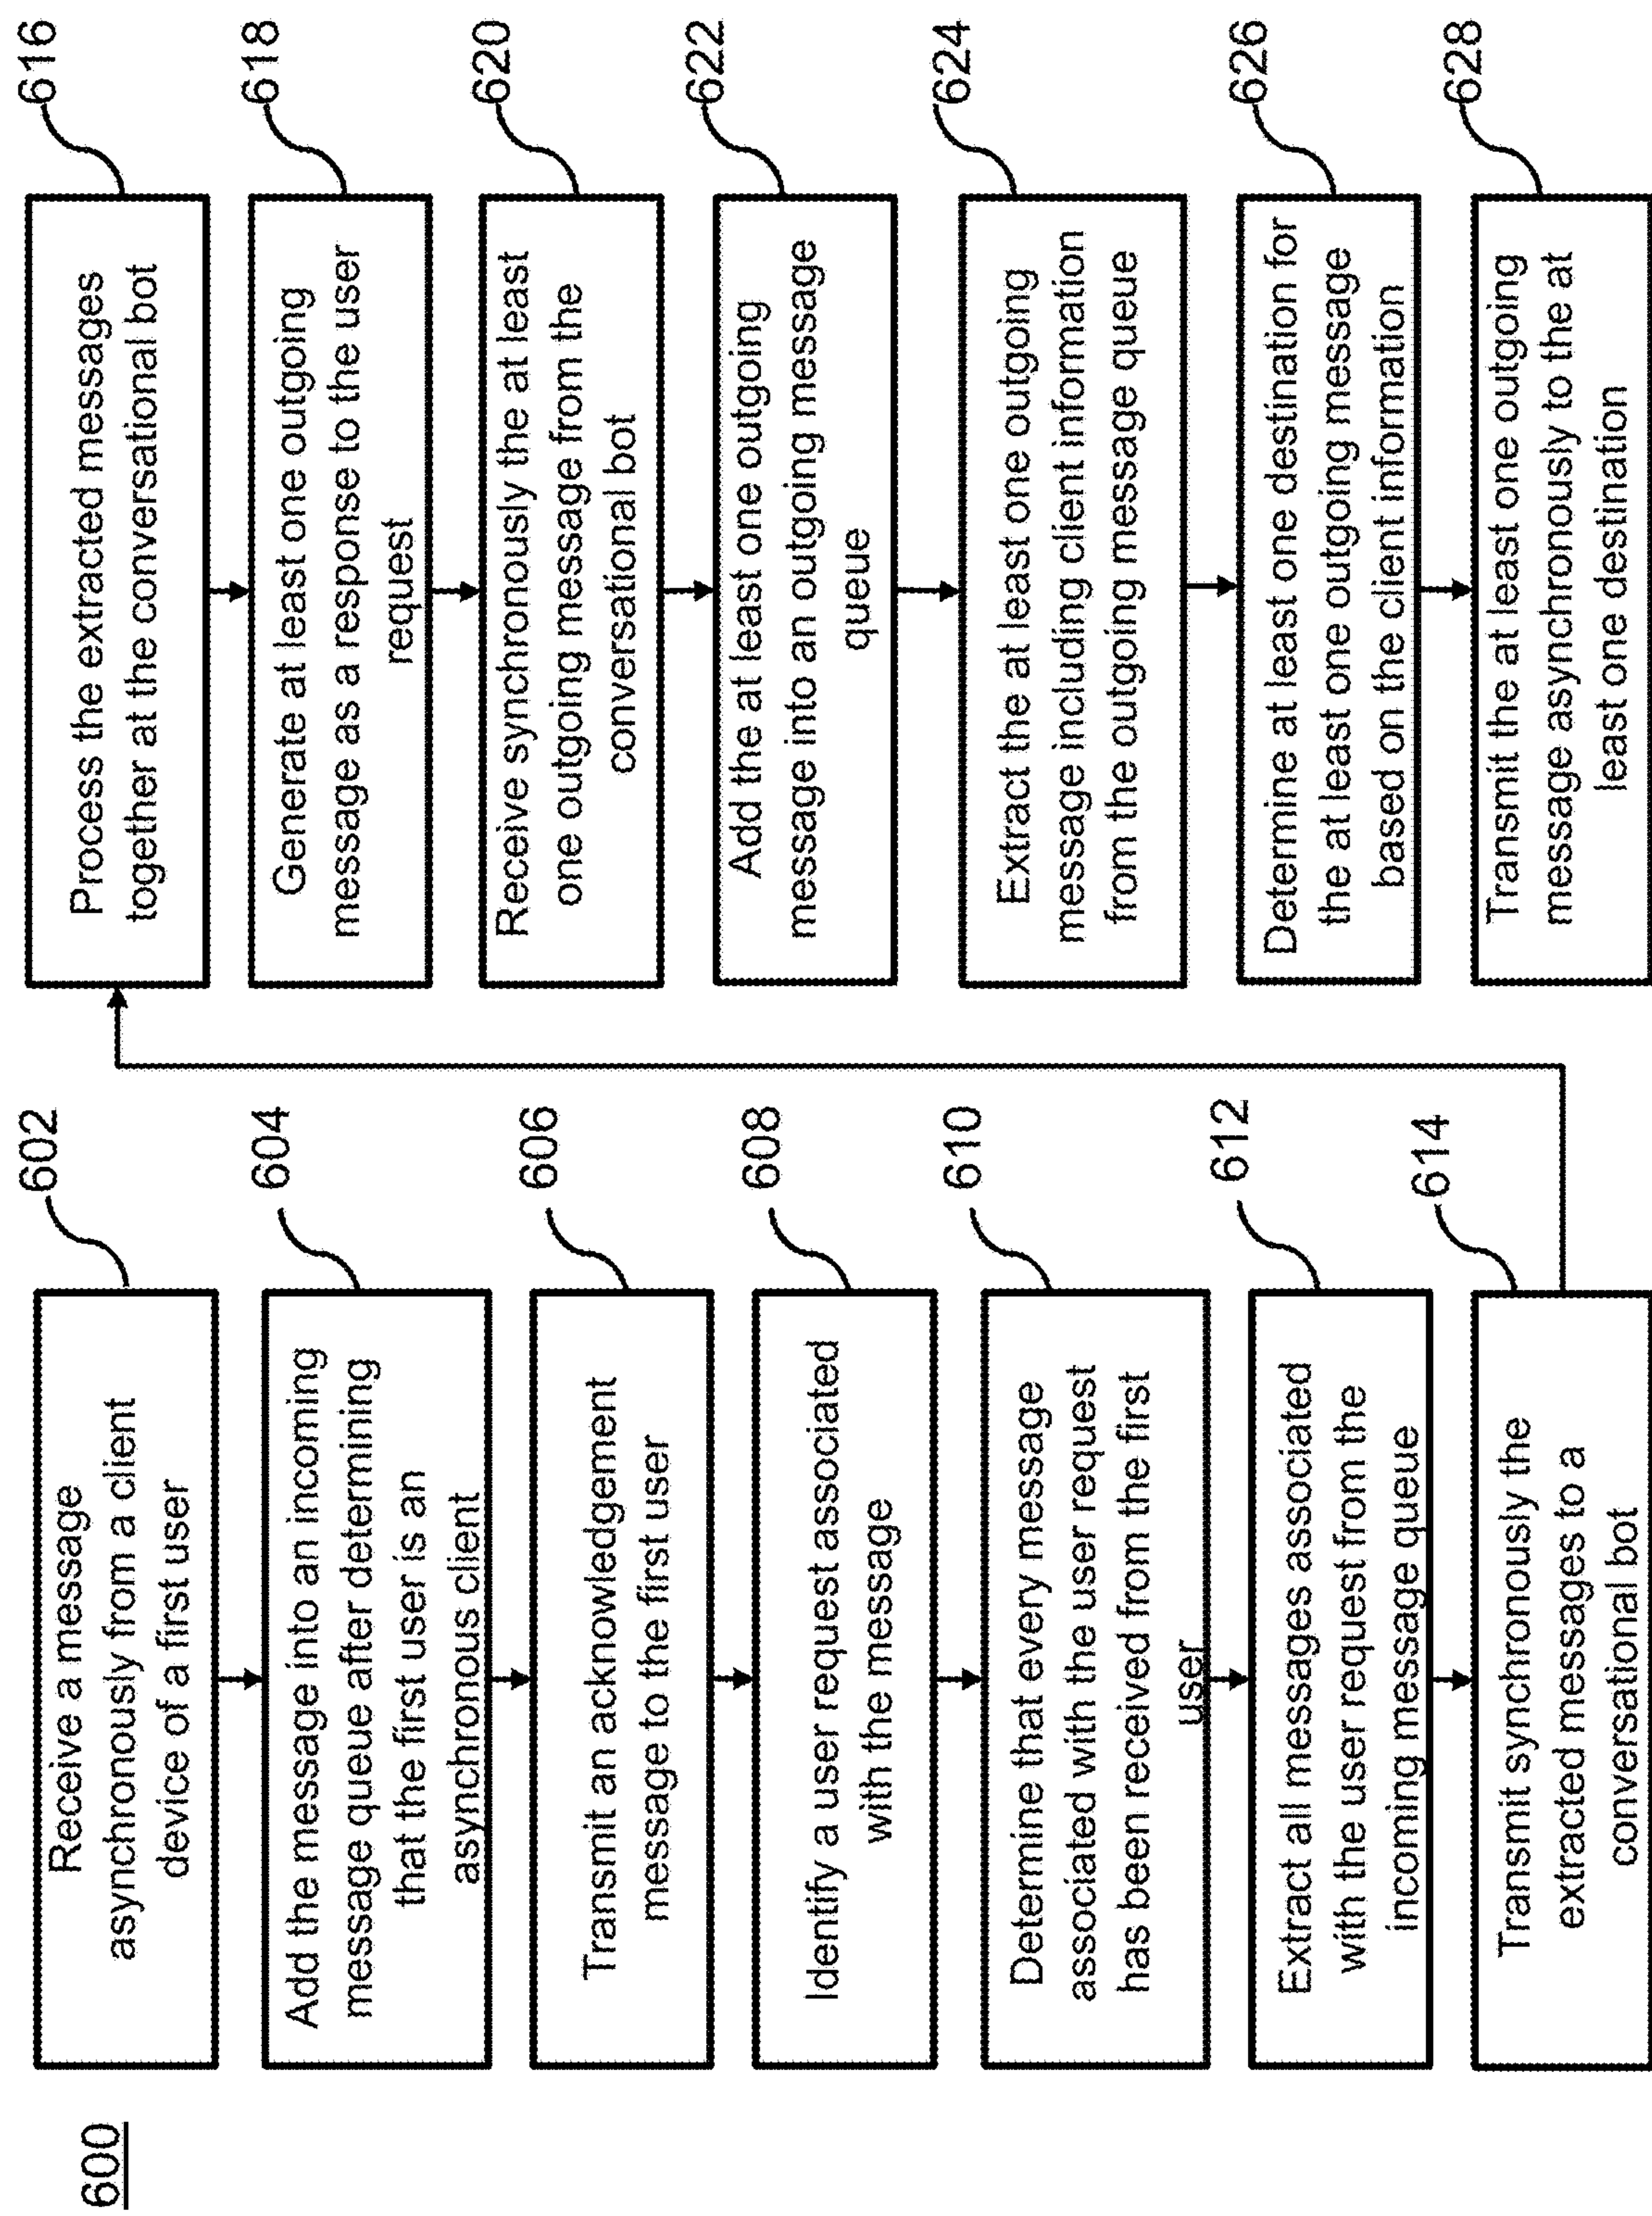 600
602
Receive a message
asynchronously from a client
device of a first user
604
Add the message into an incoming
message queue after determining
that the first user is an
asynchronous client
606
Transmit an acknowledgement
message to the first user
608
Identify a user request associated
with the message
610
Determine that every message
associated with the user request
has been received from the first
user
612
Extract all messages associated
with the user request from the
incoming message queue
614
Transmit synchronously the
extracted messages to a
conversational bot
616
Process the extracted messages
together at the conversational bot
618
Generate at least one outgoing
message as a response to the user
request
620
Receive synchronously the at least
one outgoing message from the
conversational bot
622
Add the at least one outgoing
message into an outgoing message
queue
624
Extract the at least one outgoing
message including client information
from the outgoing message queue
626
Determine at least one destination for
the at least one outgoing message
based on the client information
628
Transmit the at least one outgoing
message asynchronously to the at
least one destination